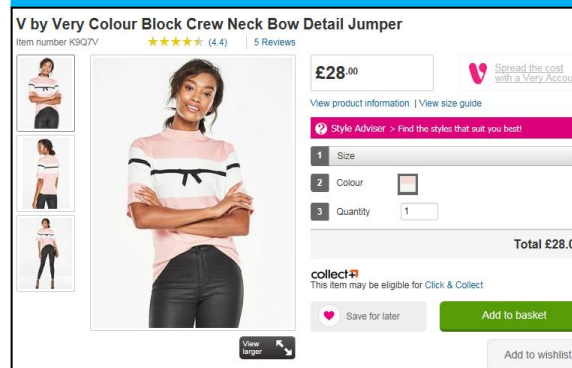 V by Very Colour Block Crew Neck Bow Detail Jumper
Item number K9Q7V (4.4) 5 Reviews
£28.00
Spread the cost
with a Very Accou
View product information | View size guide
Style Adviser > Find the styles that suit you best!
1 Size
2 Colour
3 Quantity 1
Total £28.0
collect+
This item may be eligible for Click & Collect
Save for later
Add to basket
View
larger
Add to wishlist